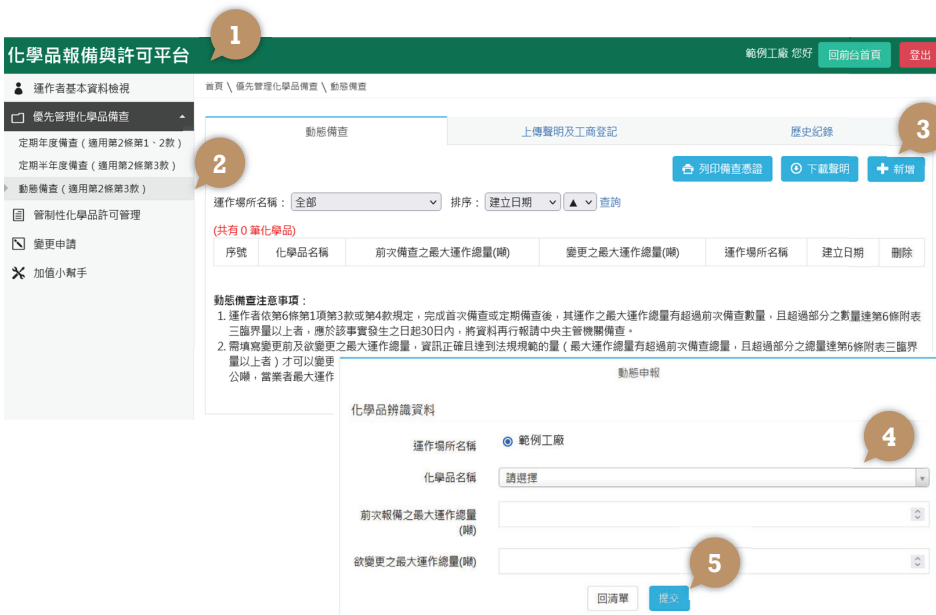 1
化學品報備與許可平台
範例工廠 您好
回前台首頁
登出
運作者基本資料檢視
優先管理化學品備查
定期年度備查（適用第2條第1、2款）
定期半年度備查（適用第2條第3款）
動態備查（適用第2條第3款）
管制性化學品許可管理
變更申請
加值小幫手
2
首頁 \ 優先管理化學品備查 \ 動態備查
動態備查
上傳聲明及工商登記
歷史紀錄
3
列印備查憑證
下載聲明
新增
運作場所名稱：
全部
排序：
建立日期
▲
查詢
(共有 0 筆化學品)
序號 化學品名稱 前次備查之最大運作總量(噸) 變更之最大運作總量(噸) 運作場所名稱 建立日期 刪除
動態備查注意事項：
1. 運作者依第6條第1項第3款或第4款規定，完成首次備查或定期備查後，其運作之最大運作總量有超過前次備查數量，且超過部分之數量達第6條附表
三臨界量以上者，應於該事實發生之日起30日內，將資料再行報請中央主管機關備查。
2. 需填寫變更前及欲變更之最大運作總量，資訊正確且達到法規規範的量（最大運作總量有超過前次備查總量，且超過部分之總量達第6條附表三臨界
量以上者）才可以變更
公噸，當業者最大運作
動態申報
化學品辨識資料
4
運作場所名稱
範例工廠
化學品名稱
請選擇
前次報備之最大運作總量
(噸)
欲變更之最大運作總量(噸)
5
回清單
提交